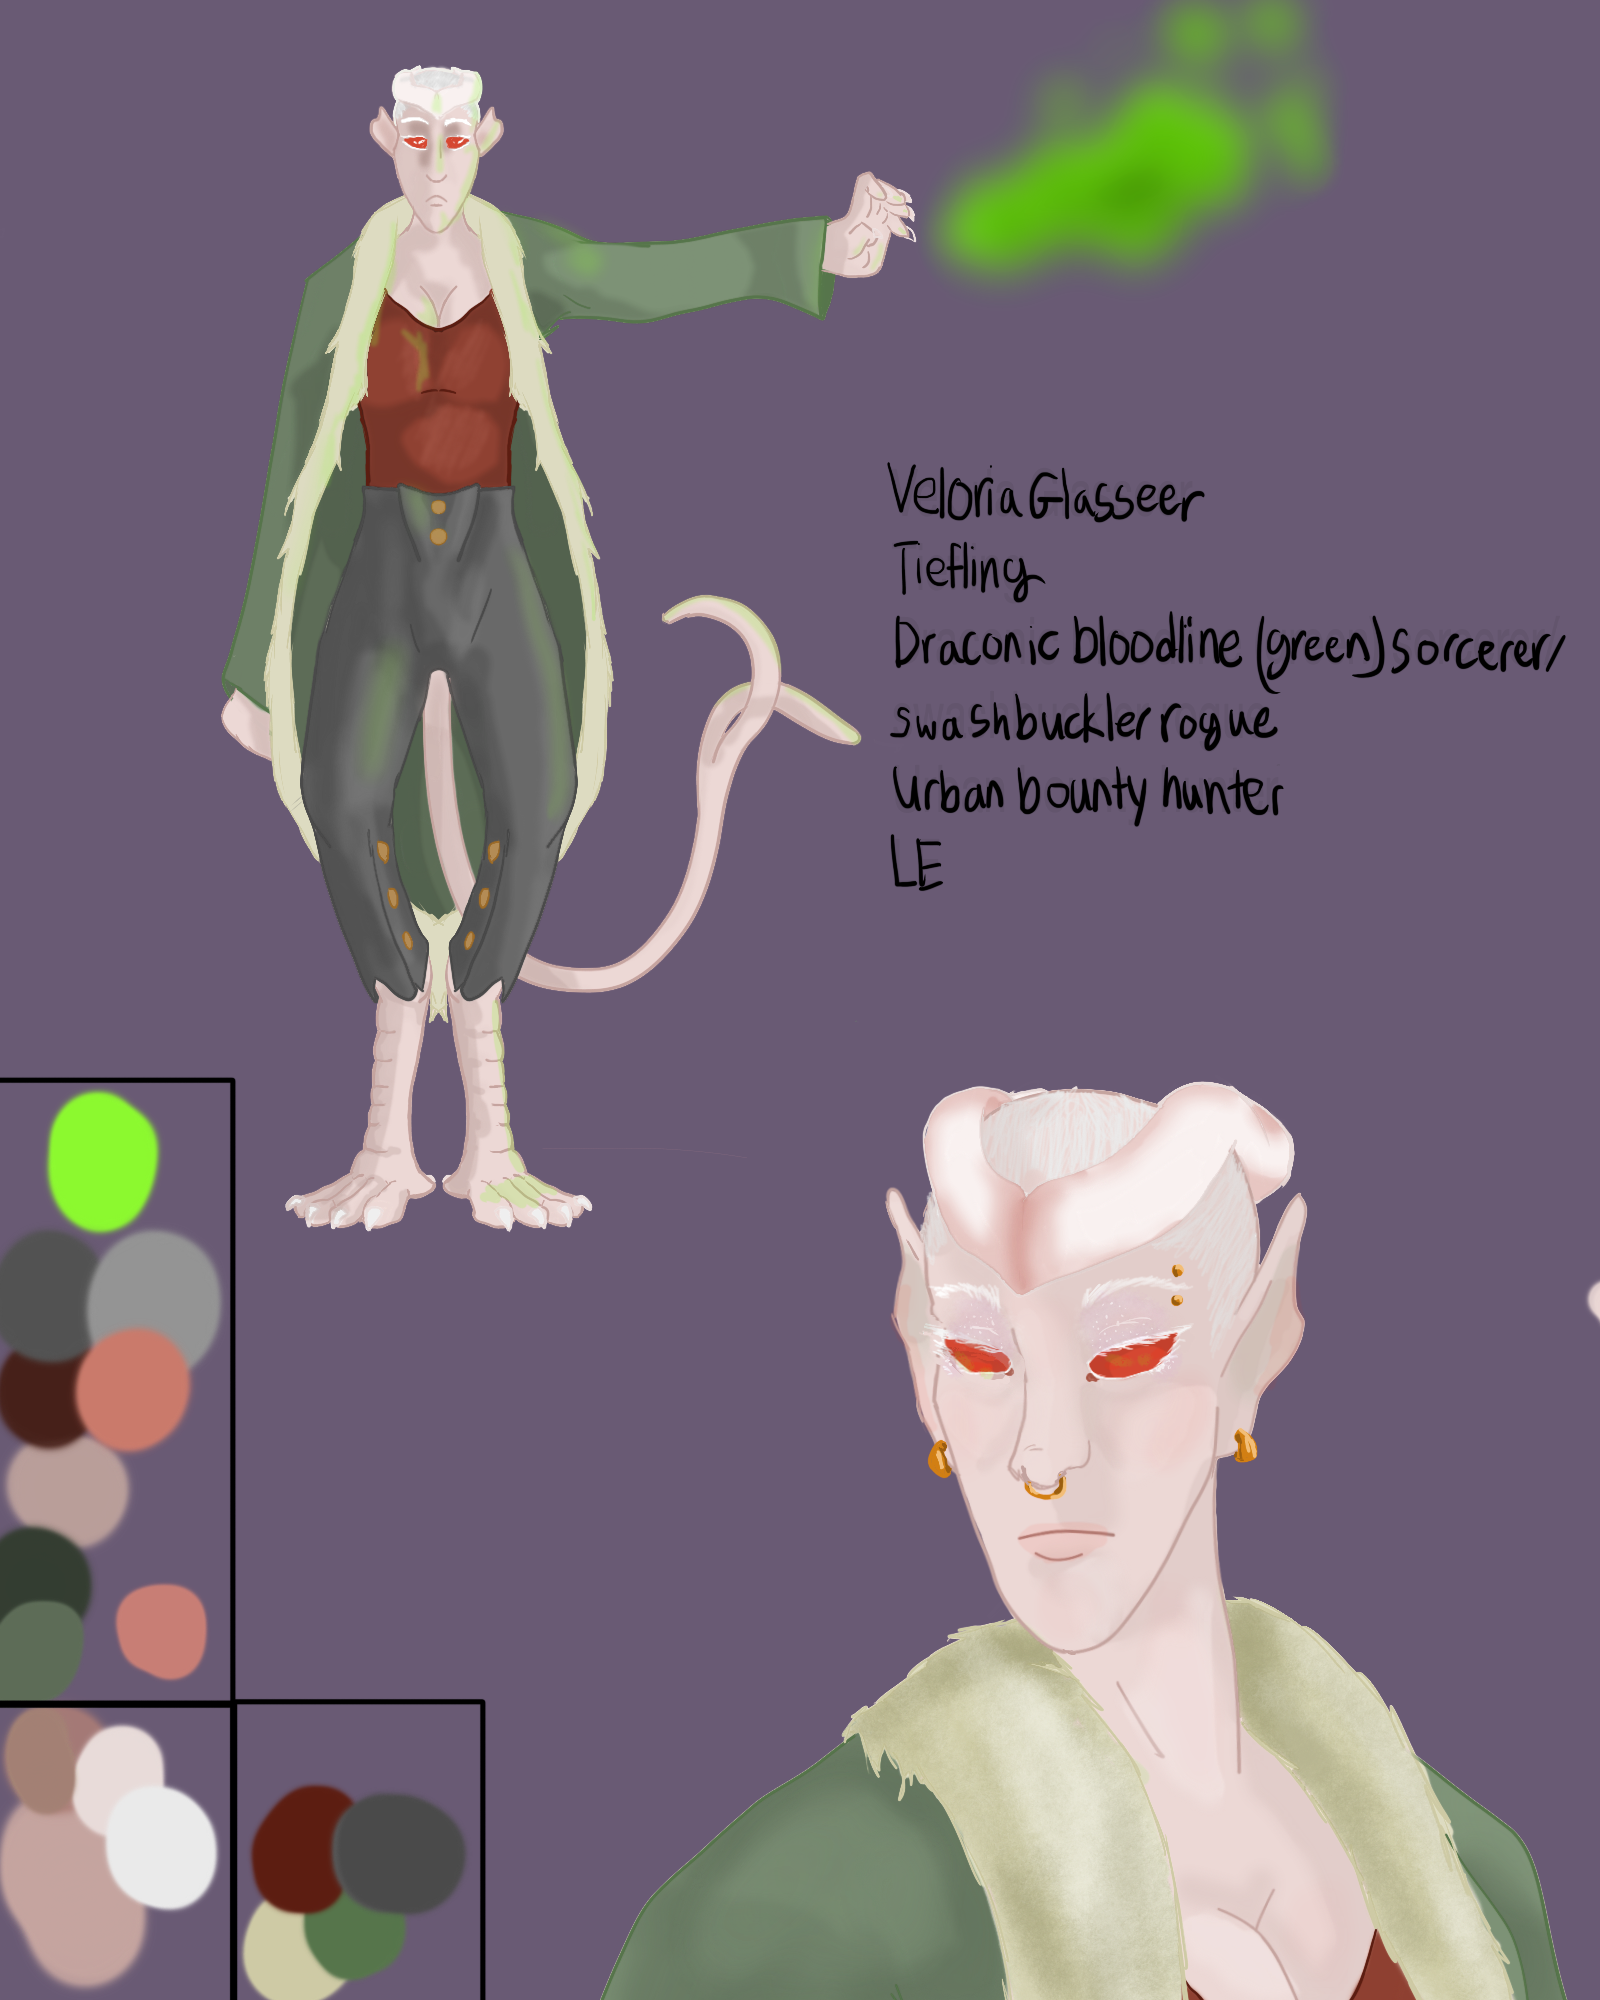 Veloria Glasseer
Tiefling
Draconic bloodline (green) sorcerer/
swashbuckler rogue
Urban bounty hunter
LE